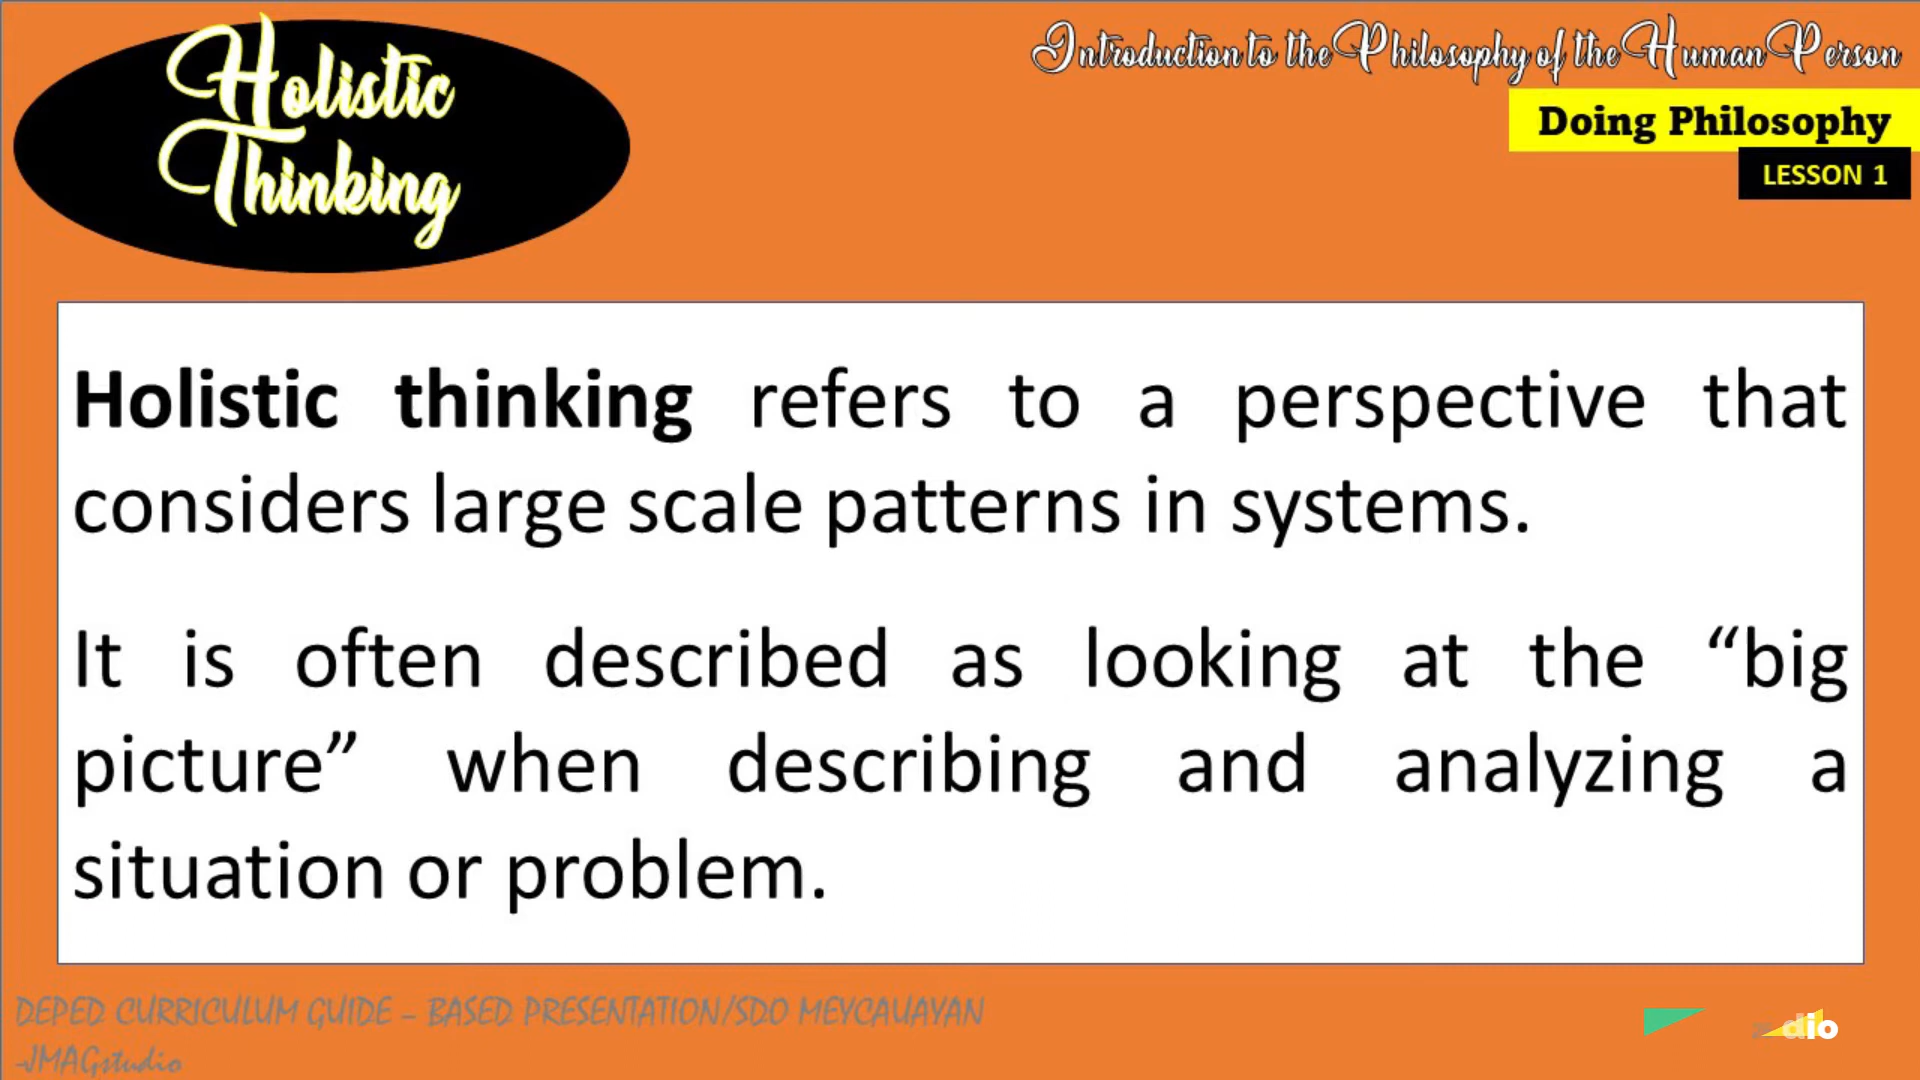 Holistic
Thinking
Introduction to the Philosophy of the Human Person
Doing Philosophy
LESSON 1
Holistic thinking refers to a perspective that
considers large scale patterns in systems.
It is often described as looking at the “big
picture” when describing and analyzing a
situation or problem.
DEPED CURRICULUM GUIDE – BASED PRESENTATION/SDO MEYCAUAYAN
-JMAGstudio
dio